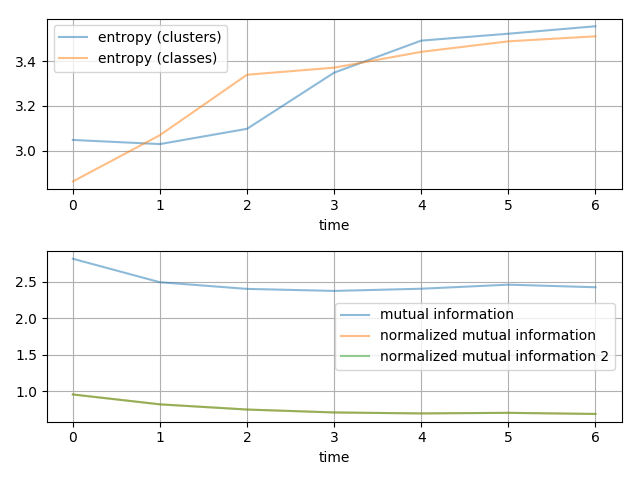 entropy (clusters)
entropy (classes)
3.4
3.2
3.0
0 1 2 3 4 5 6
time
2.5
2.0
1.5
1.0
mutual information
normalized mutual information
normalized mutual information 2
0 1 2 3 4 5 6
time